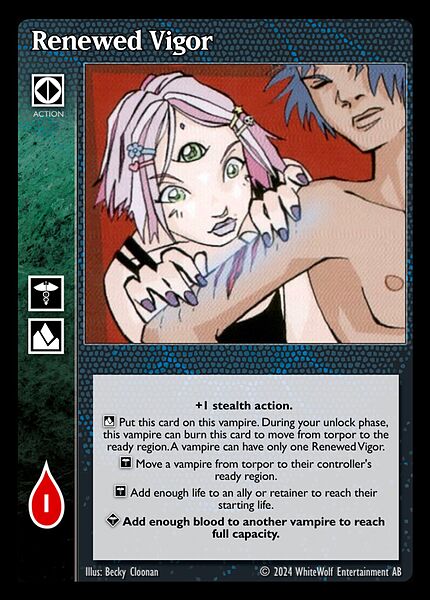 Renewed Vigor
ACTION
+1 stealth action.
Put this card on this vampire. During your unlock phase,
this vampire can burn this card to move from torpor to the
ready region. A vampire can have only one Renewed Vigor.
Move a vampire from torpor to their controller's
ready region.
Add enough life to an ally or retainer to reach their
starting life.
Add enough blood to another vampire to reach
full capacity.
1
Illus: Becky Cloonan
© 2024 WhiteWolf Entertainment AB